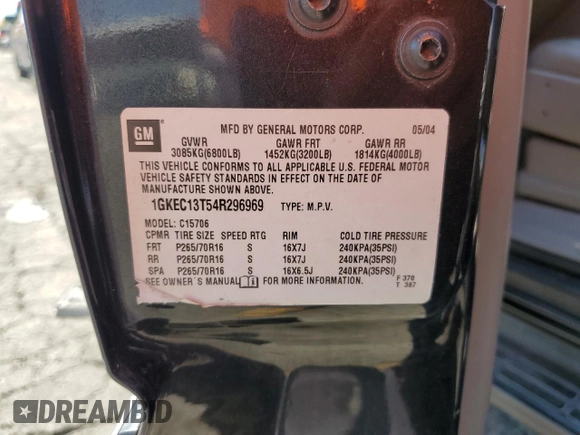 GM
MFD BY GENERAL MOTORS CORP. 05/04
GVWR GAWR FRT GAWR RR
3085KG(6800LB) 1452KG(3200LB) 1814KG(4000LB)
THIS VEHICLE CONFORMS TO ALL APPLICABLE U.S. FEDERAL MOTOR
VEHICLE SAFETY STANDARDS IN EFFECT ON THE DATE OF
MANUFACTURE SHOWN ABOVE.
1GKEC13T54R296969 TYPE: M.P.V.
MODEL: C15706
CPMR TIRE SIZE SPEED RTG RIM COLD TIRE PRESSURE
FRT P265/70R16 S 16X7J 240KPA(35PSI)
RR P265/70R16 S 16X7J 240KPA(35PSI)
SPA P265/70R16 S 16X6.5J 240KPA(35PSI)
SEE OWNER'S MANUAL FOR MORE INFORMATION.
F 370
T 387
DREAMBID